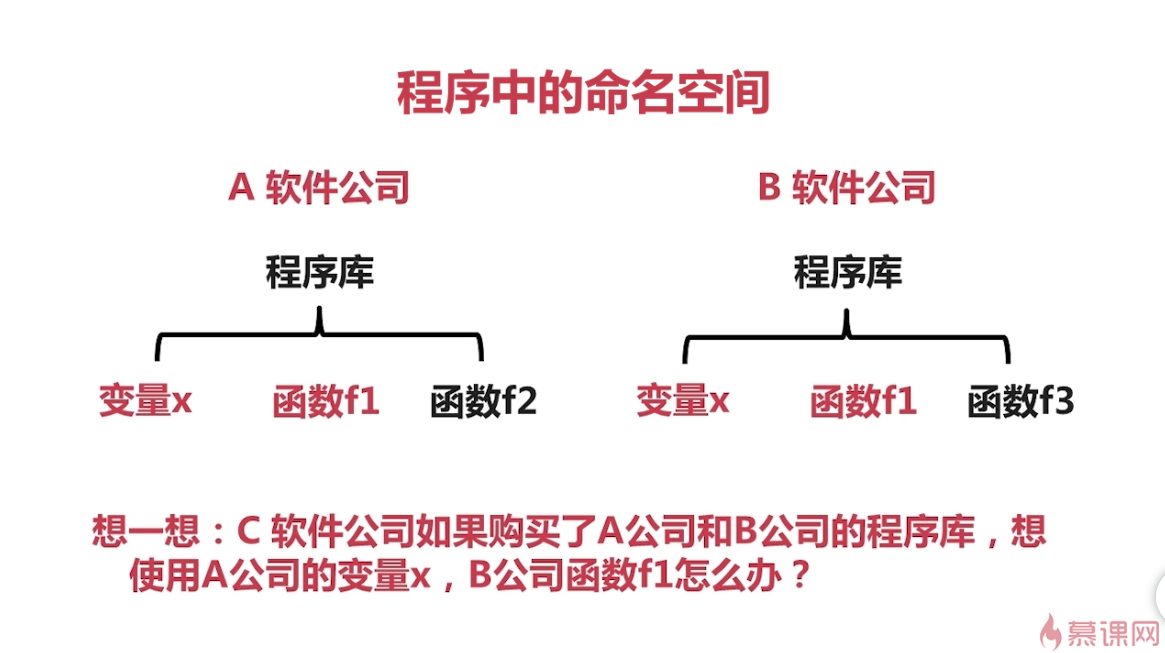 程序中的命名空间
A 软件公司
B 软件公司
程序库
程序库
变量x 函数f1 函数f2
变量x 函数f1 函数f3
想一想：C 软件公司如果购买了A公司和B公司的程序库，想
使用A公司的变量x，B公司函数f1怎么办？
慕课网